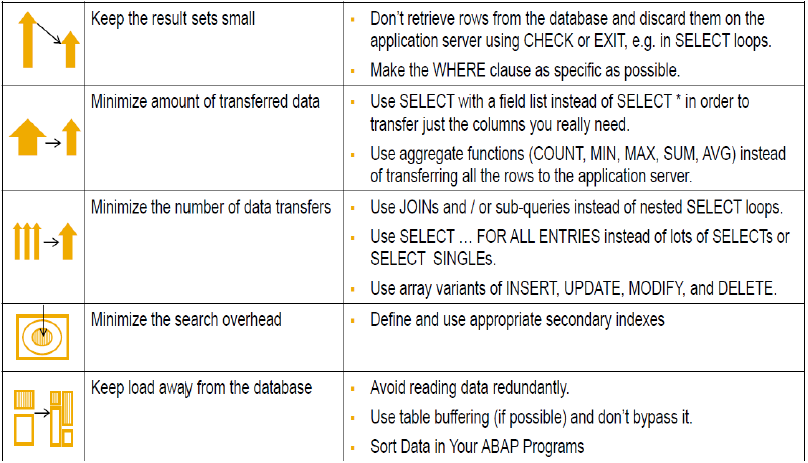 Keep the result sets small
Don't retrieve rows from the database and discard them on the
application server using CHECK or EXIT, e.g. in SELECT loops.
Make the WHERE clause as specific as possible.
Minimize amount of transferred data
Use SELECT with a field list instead of SELECT * in order to
transfer just the columns you really need.
Use aggregate functions (COUNT, MIN, MAX, SUM, AVG) instead
of transferring all the rows to the application server.
Minimize the number of data transfers
Use JOINs and / or sub-queries instead of nested SELECT loops.
Use SELECT … FOR ALL ENTRIES instead of lots of SELECTs or
SELECT SINGLEs.
Use array variants of INSERT, UPDATE, MODIFY, and DELETE.
Minimize the search overhead
Define and use appropriate secondary indexes
Keep load away from the database
Avoid reading data redundantly.
Use table buffering (if possible) and don't bypass it.
Sort Data in Your ABAP Programs